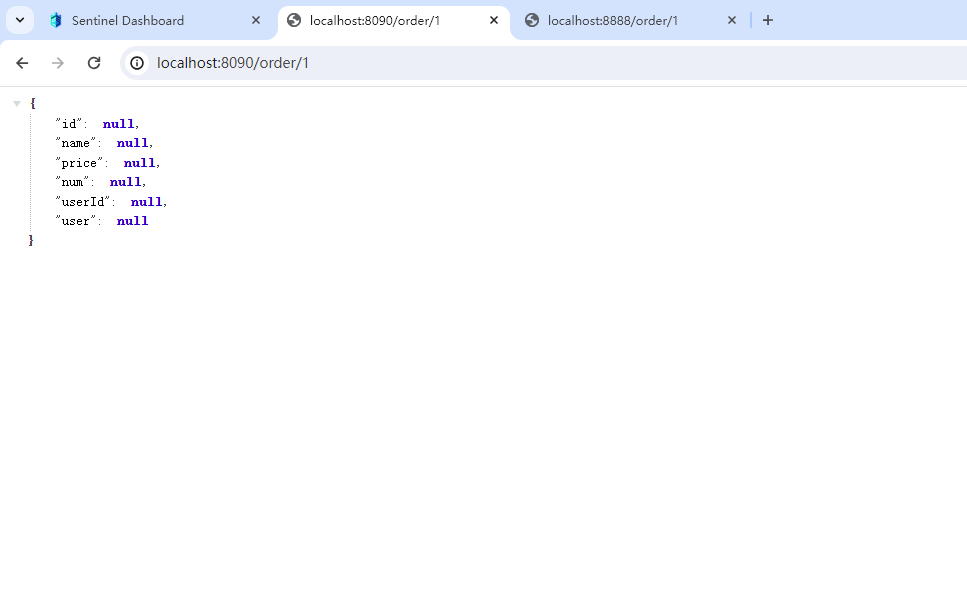 Sentinel Dashboard
localhost:8090/order/1
localhost:8888/order/1
localhost:8090/order/1
{
"id": null,
"name": null,
"price": null,
"num": null,
"userId": null,
"user": null
}